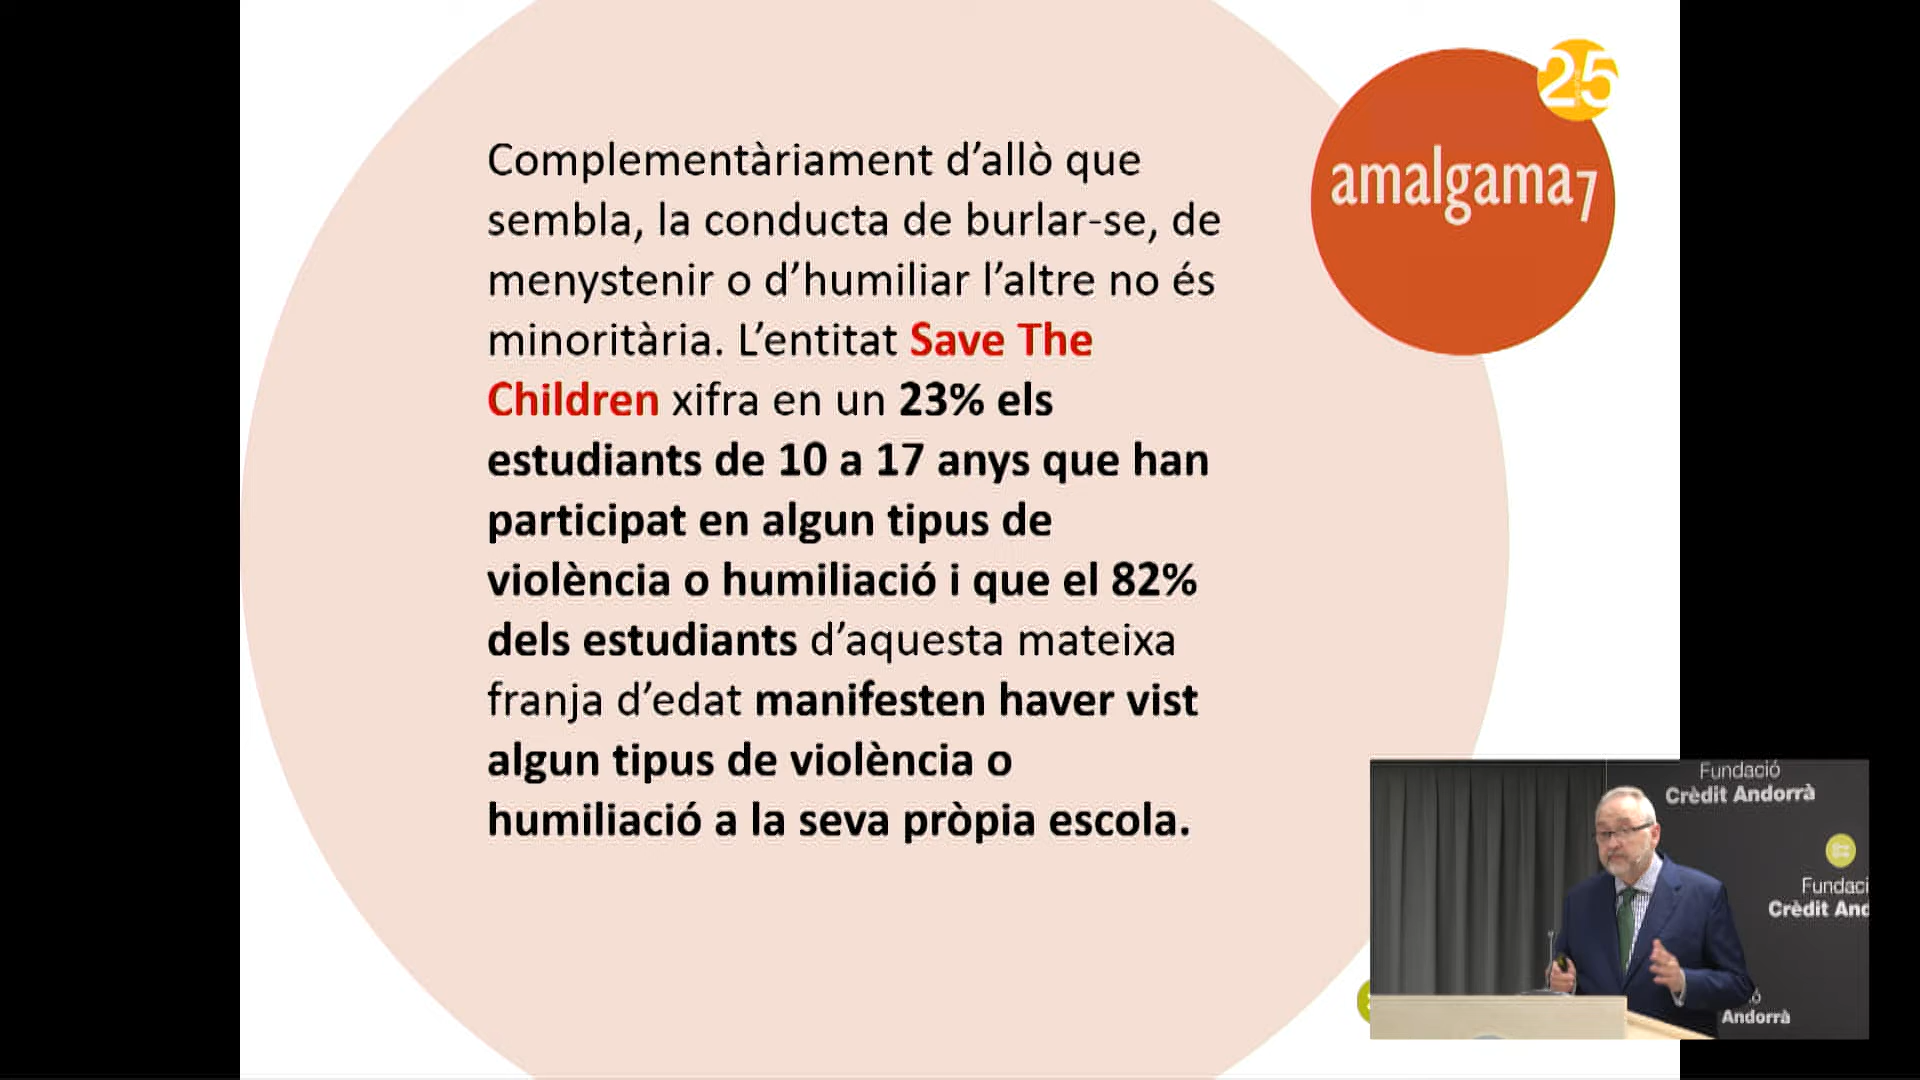 25
amalgama7
Complementàriament d’allò que
sembla, la conducta de burlar-se, de
menystenir o d’humiliar l’altre no és
minoritària. L’entitat Save The
Children xifra en un 23% els
estudiants de 10 a 17 anys que han
participat en algun tipus de
violència o humiliació i que el 82%
dels estudiants d’aquesta mateixa
franja d’edat manifesten haver vist
algun tipus de violència o
humiliació a la seva pròpia escola.
Fundació
Crèdit Andorrà
Fundaci
Crèdit And
ó
Andorrà